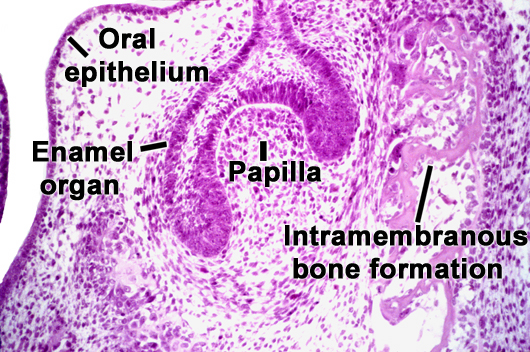 Oral
epithelium
Enamel
organ
Papilla
Intramembranous
bone formation